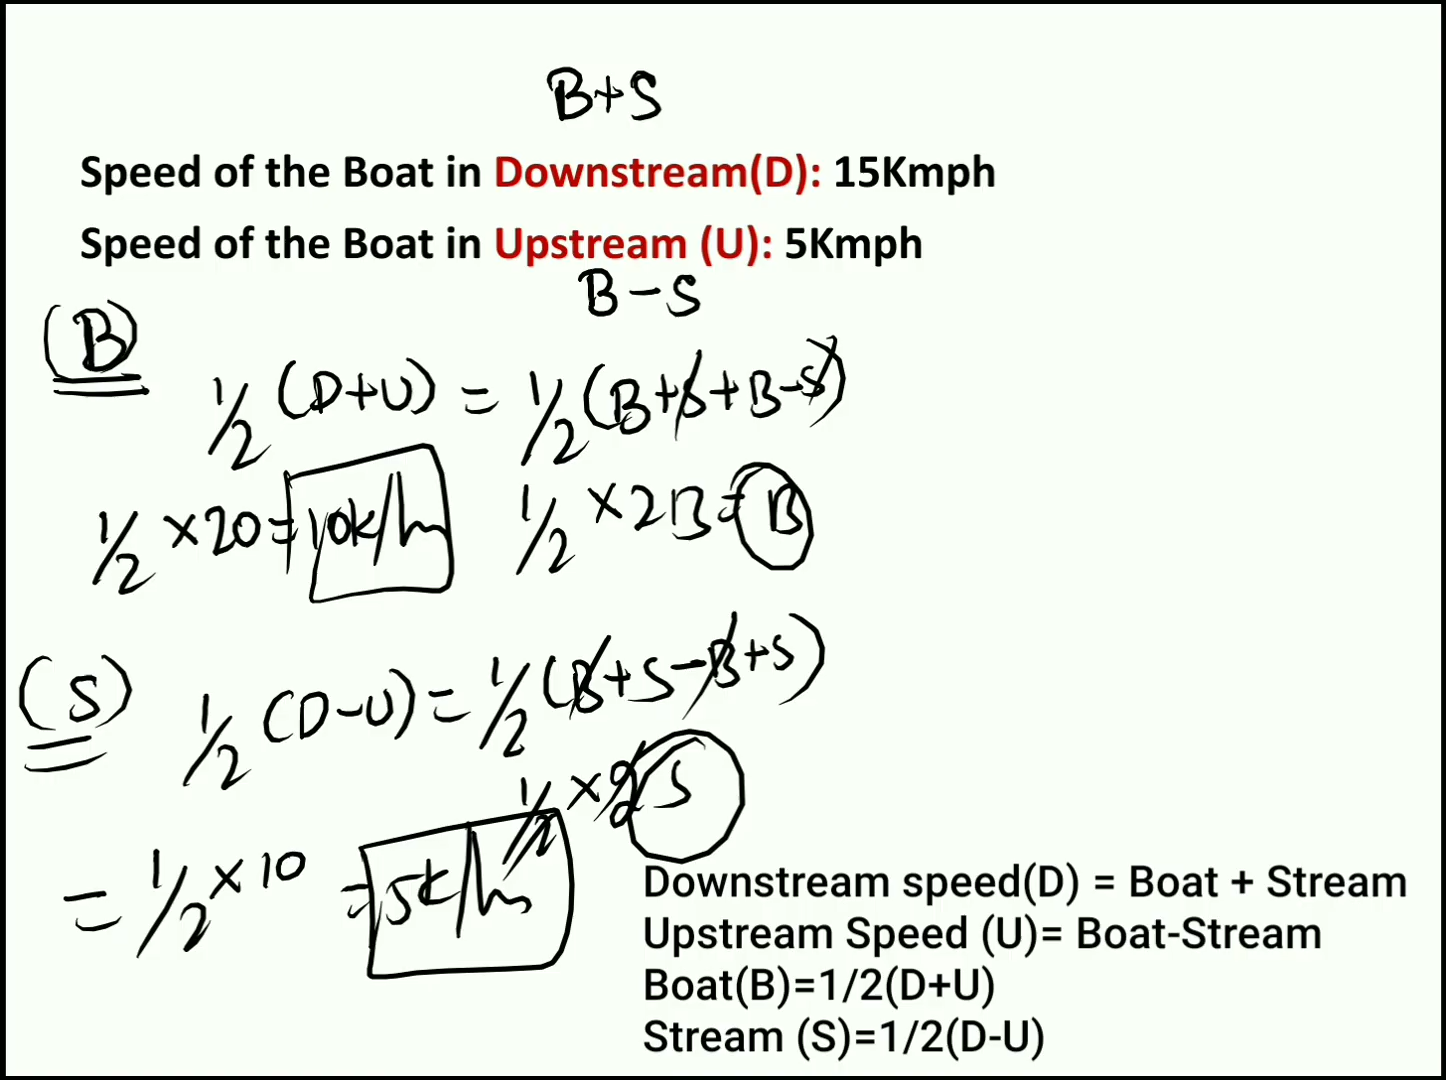 B+S
Speed of the Boat in Downstream(D): 15Kmph
Speed of the Boat in Upstream (U): 5Kmph
B-S
(B)
1/2 (D+U) = 1/2 (B+S+B-S)
1/2 ×20=10k/h 1/2 ×2B=B
(S)
1/2 (D-U) = 1/2 (B+S-B+S)
1/2 ×2S
= 1/2 ×10 =5k/h
Downstream speed(D) = Boat + Stream
Upstream Speed (U)= Boat-Stream
Boat(B)=1/2(D+U)
Stream (S)=1/2(D-U)